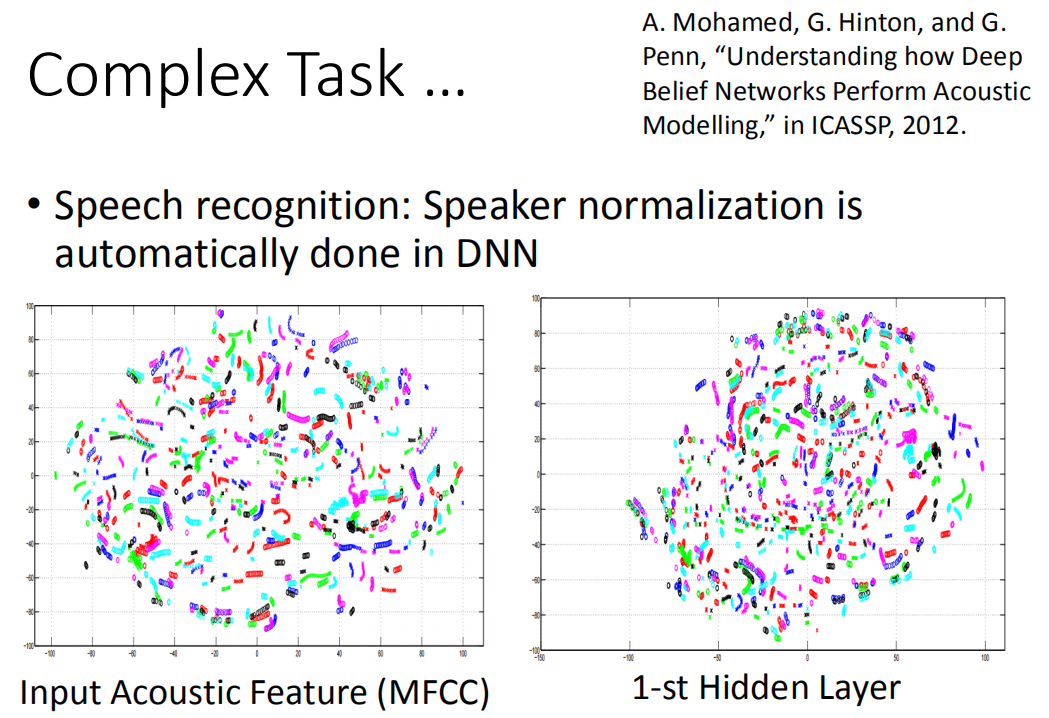 A. Mohamed, G. Hinton, and G.
Penn, “Understanding how Deep
Belief Networks Perform Acoustic
Modelling,” in ICASSP, 2012.
Complex Task …
• Speech recognition: Speaker normalization is
automatically done in DNN
100
80
60
40
20
0
-20
-40
-60
-80
-100
-100 -80 -60 -40 -20 0 20 40 60 80 100
100
80
60
40
20
0
-20
-40
-60
-80
-100
-150 -100 -50 0 50 100
Input Acoustic Feature (MFCC)
1-st Hidden Layer